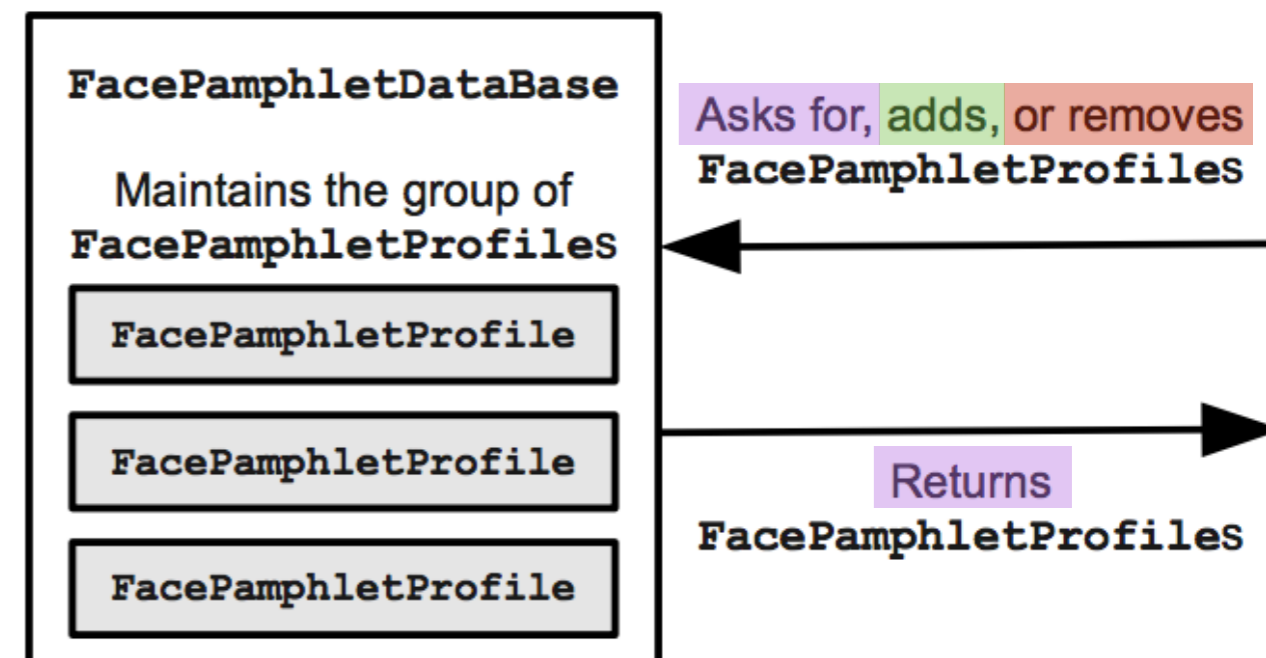 FacePamphletDataBase
Maintains the group of
FacePamphletProfiles
FacePamphletProfile
FacePamphletProfile
FacePamphletProfile
Asks for, adds, or removes
FacePamphletProfiles
Returns
FacePamphletProfiles